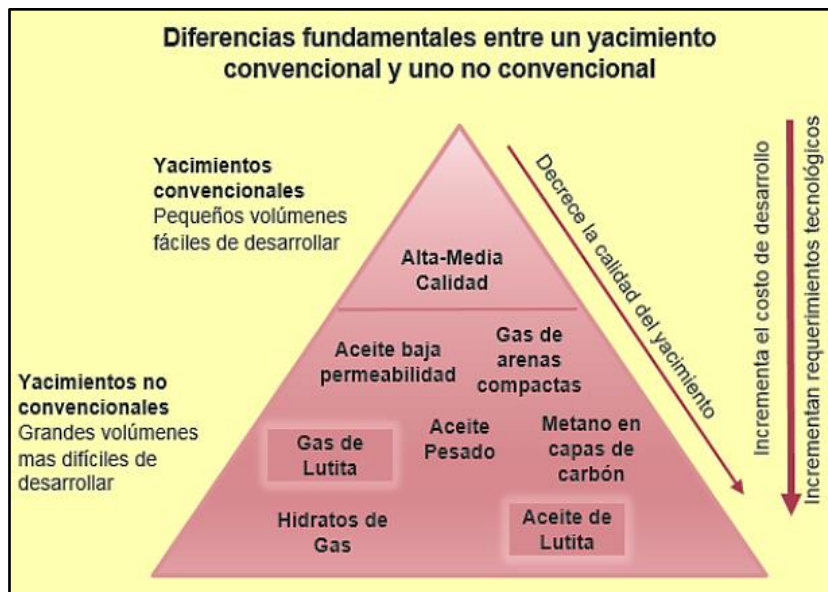 Diferencias fundamentales entre un yacimiento
convencional y uno no convencional
Yacimientos
convencionales
Pequeños volúmenes
fáciles de desarrollar
Alta-Media
Calidad
Decrece la calidad del yacimiento
Incrementa el costo de desarrollo
Incrementan requerimientos tecnológicos
Aceite baja
permeabilidad
Gas de
arenas
compactas
Yacimientos no
convencionales
Grandes volúmenes
mas difíciles de
desarrollar
Gas de
Lutita
Aceite
Pesado
Metano en
capas de
carbón
Hidratos de
Gas
Aceite de
Lutita